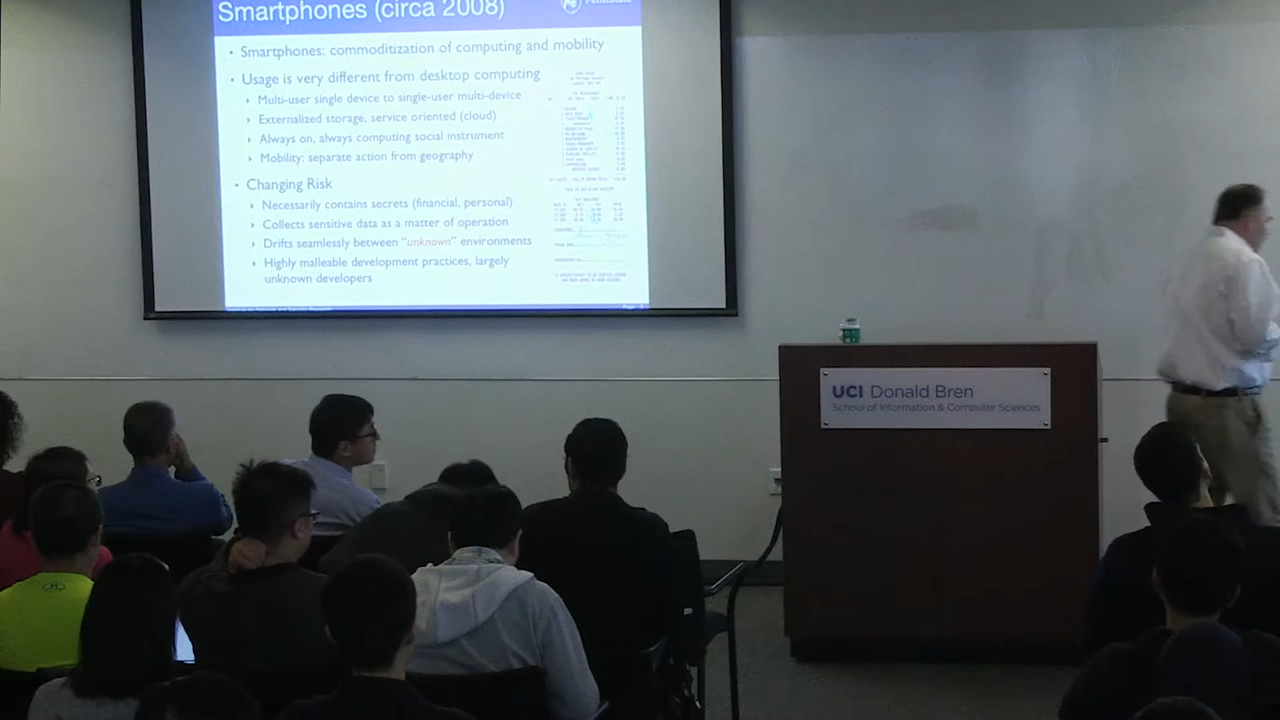 Smartphones (circa 2008)
• Smartphones: commoditization of computing and mobility
• Usage is very different from desktop computing
‣ Multi-user single device to single-user multi-device
‣ Externalized storage, service oriented (cloud)
‣ Always on, always computing social instrument
‣ Mobility: separate action from geography
• Changing Risk
‣ Necessarily contains secrets (financial, personal)
‣ Collects sensitive data as a matter of operation
‣ Drifts seamlessly between "unknown" environments
‣ Highly malleable development practices, largely
unknown developers
Page
UCI Donald Bren
School of Information & Computer Sciences